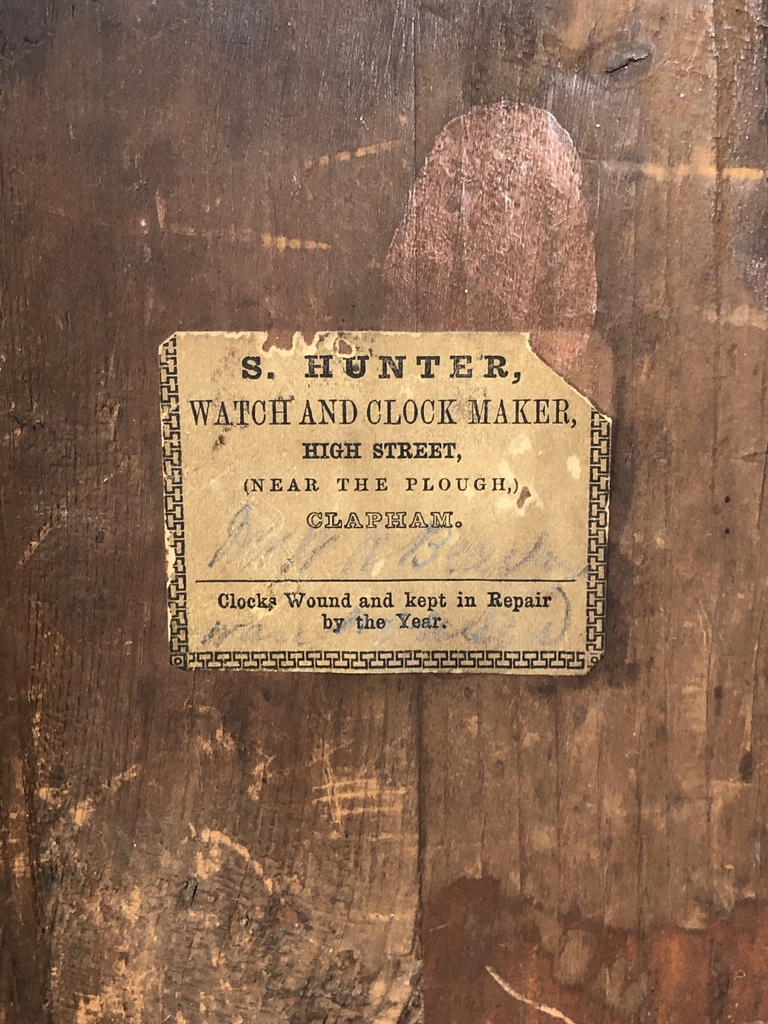 S. HUNTER,
WATCH AND CLOCK MAKER,
HIGH STREET,
(NEAR THE PLOUGH,)
CLAPHAM.
Clocks Wound and kept in Repair
by the Year.